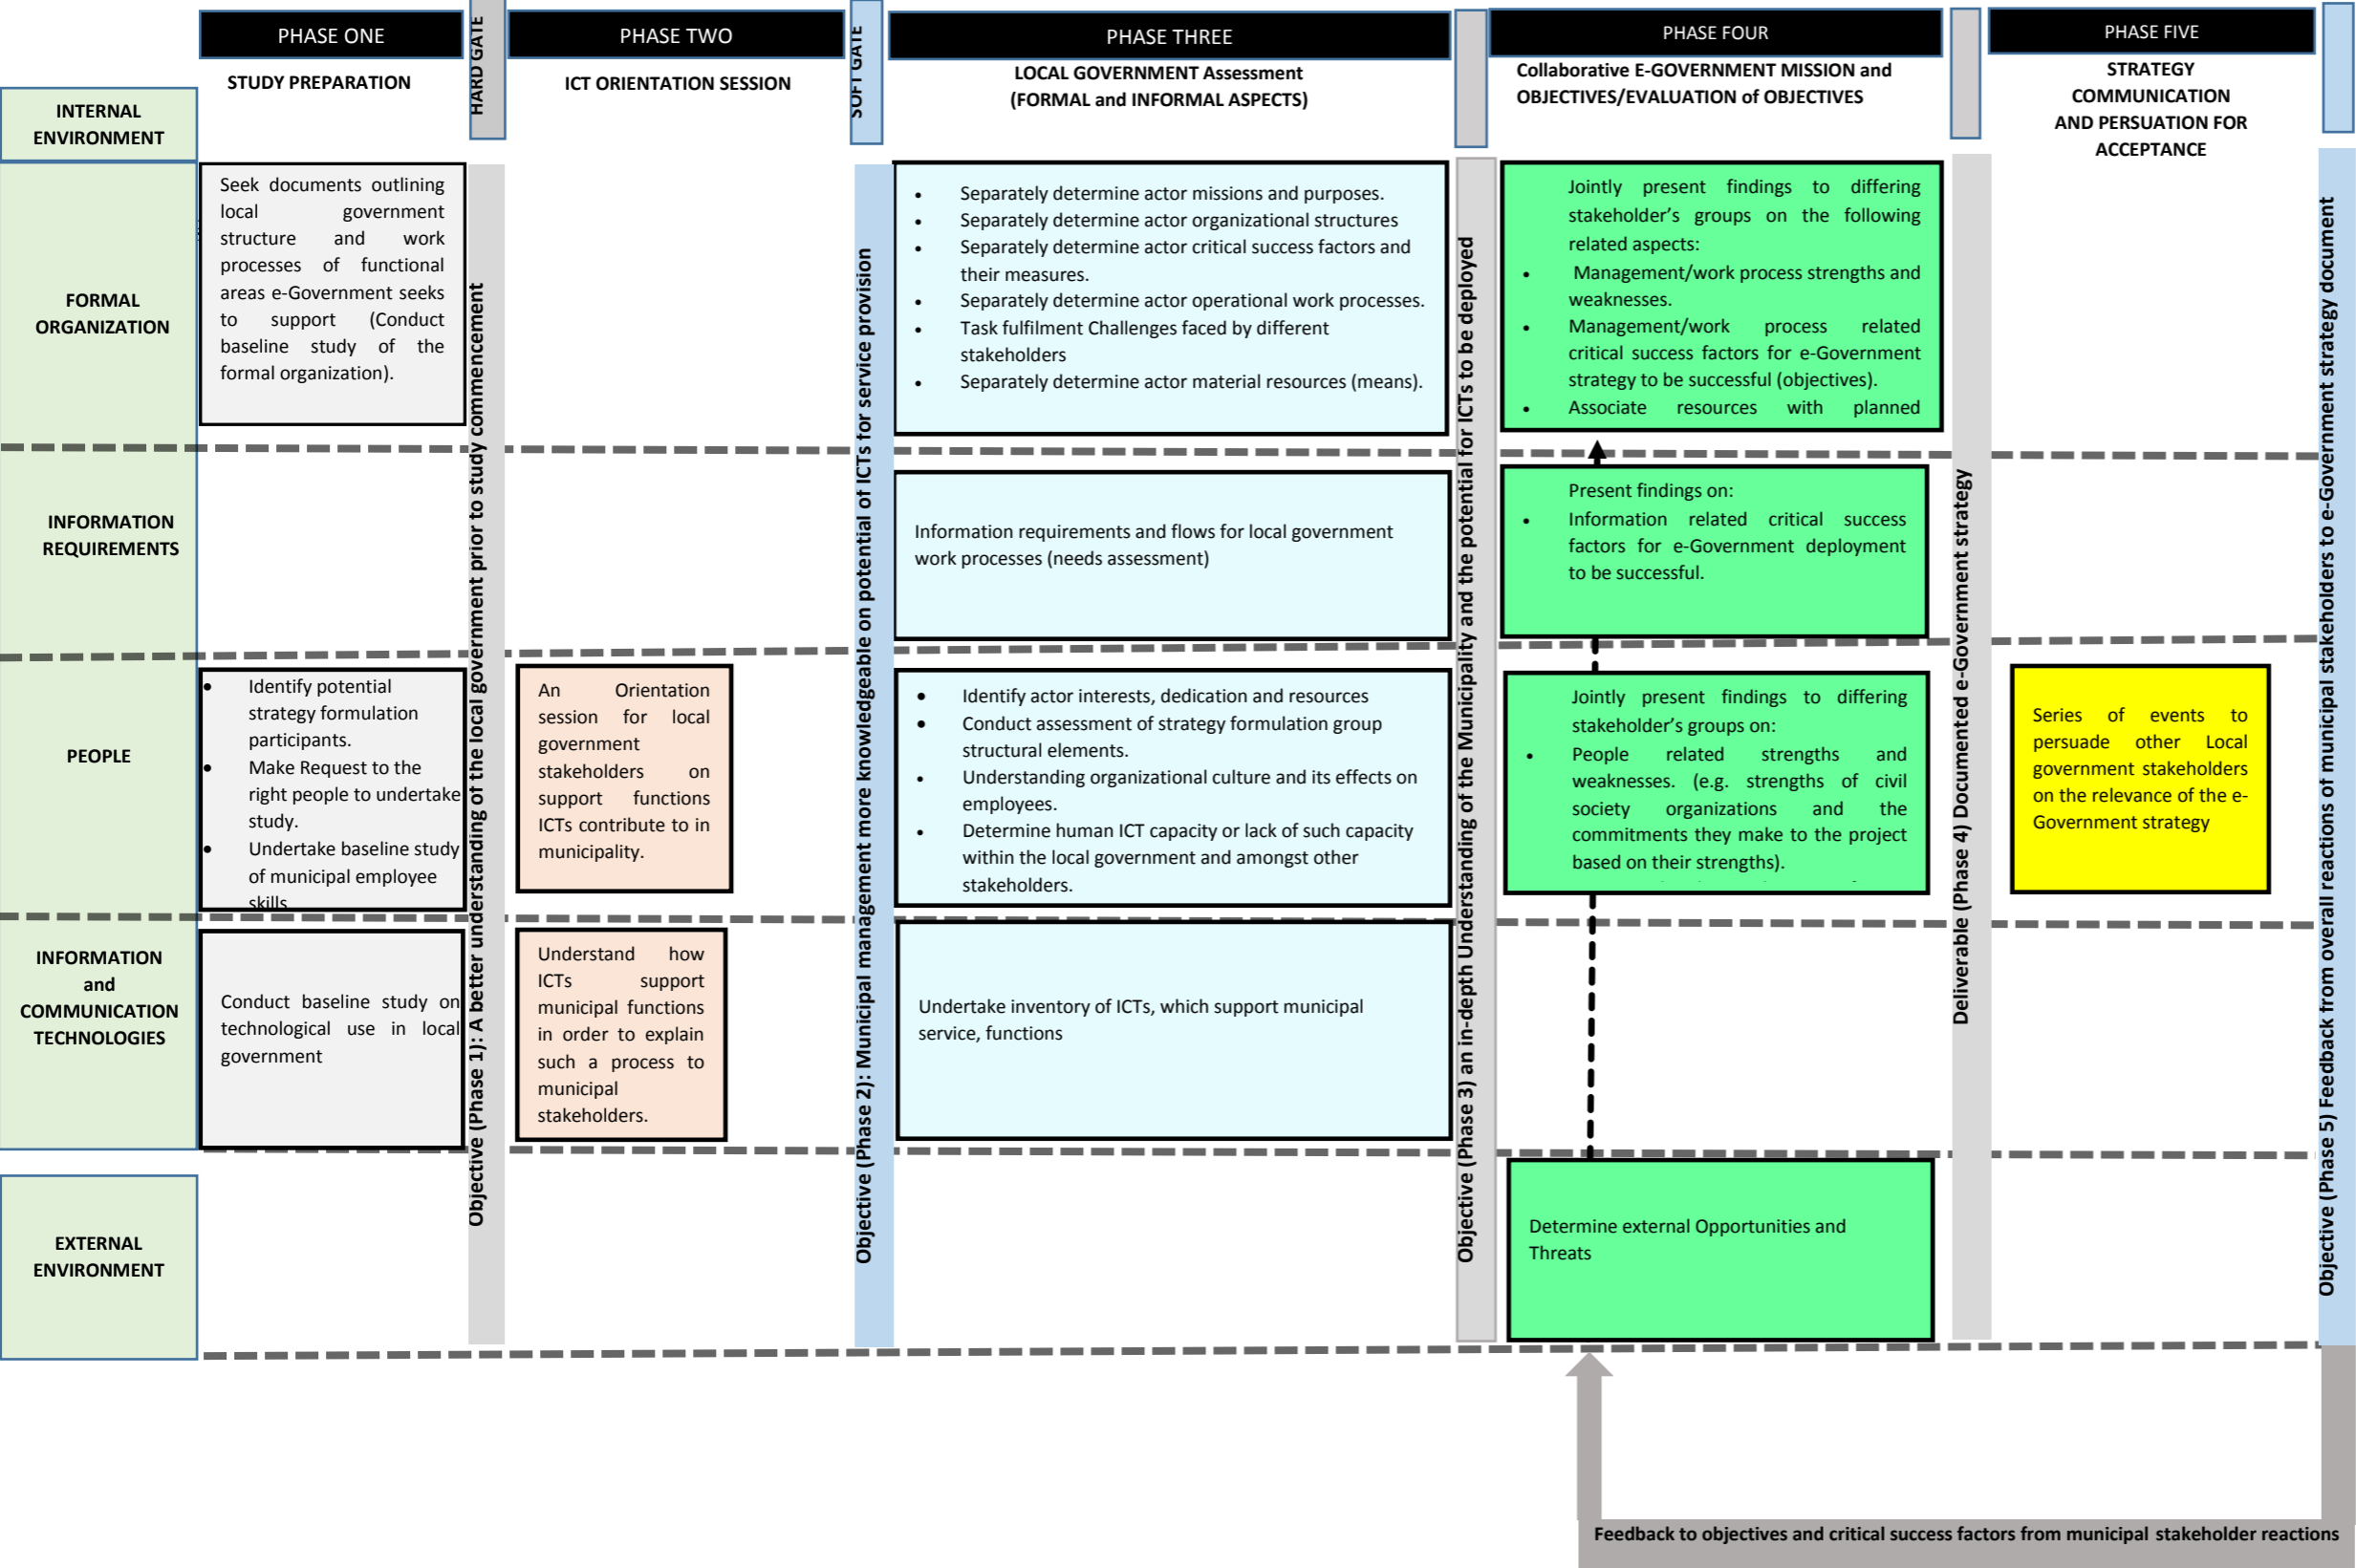 PHASE ONE
HARD GATE
PHASE TWO
SOFT GATE
PHASE THREE
PHASE FOUR
PHASE FIVE
STUDY PREPARATION
ICT ORIENTATION SESSION
LOCAL GOVERNMENT Assessment
(FORMAL and INFORMAL ASPECTS)
Collaborative E-GOVERNMENT MISSION and
OBJECTIVES/EVALUATION of OBJECTIVES
STRATEGY
COMMUNICATION
AND PERSUATION FOR
ACCEPTANCE
INTERNAL
ENVIRONMENT
FORMAL
ORGANIZATION
Seek documents outlining
local government
structure and work
processes of functional
areas e-Government seeks
to support (Conduct
baseline study of the
formal organization).
• Separately determine actor missions and purposes.
• Separately determine actor organizational structures
• Separately determine actor critical success factors and
their measures.
• Separately determine actor operational work processes.
• Task fulfilment Challenges faced by different
stakeholders
• Separately determine actor material resources (means).
Jointly present findings to differing
stakeholder's groups on the following
related aspects:
• Management/work process strengths and
weaknesses.
• Management/work process related
critical success factors for e-Government
strategy to be successful (objectives).
• Associate resources with planned
INFORMATION
REQUIREMENTS
Information requirements and flows for local government
work processes (needs assessment)
Present findings on:
• Information related critical success
factors for e-Government deployment
to be successful.
PEOPLE
• Identify potential
strategy formulation
participants.
• Make Request to the
right people to undertake
study.
• Undertake baseline study
of municipal employee
skills
An Orientation
session for local
government
stakeholders on
support functions
ICTs contribute to in
municipality.
• Identify actor interests, dedication and resources
• Conduct assessment of strategy formulation group
structural elements.
• Understanding organizational culture and its effects on
employees.
• Determine human ICT capacity or lack of such capacity
within the local government and amongst other
stakeholders.
Jointly present findings to differing
stakeholder's groups on:
• People related strengths and
weaknesses. (e.g. strengths of civil
society organizations and the
commitments they make to the project
based on their strengths).
Series of events to
persuade other Local
government stakeholders
on the relevance of the e-
Government strategy
INFORMATION
and
COMMUNICATION
TECHNOLOGIES
Conduct baseline study on
technological use in local
government
Understand how
ICTs support
municipal functions
in order to explain
such a process to
municipal
stakeholders.
Undertake inventory of ICTs, which support municipal
service, functions
EXTERNAL
ENVIRONMENT
Determine external Opportunities and
Threats
Objective (Phase 1): A better understanding of the local government prior to study commencement
Objective (Phase 2): Municipal management more knowledgeable on potential of ICTs for service provision
Objective (Phase 3) an in-depth Understanding of the Municipality and the potential for ICTs to be deployed
Deliverable (Phase 4) Documented e-Government strategy
Objective (Phase 5) Feedback from overall reactions of municipal stakeholders to e-Government strategy document
Feedback to objectives and critical success factors from municipal stakeholder reactions